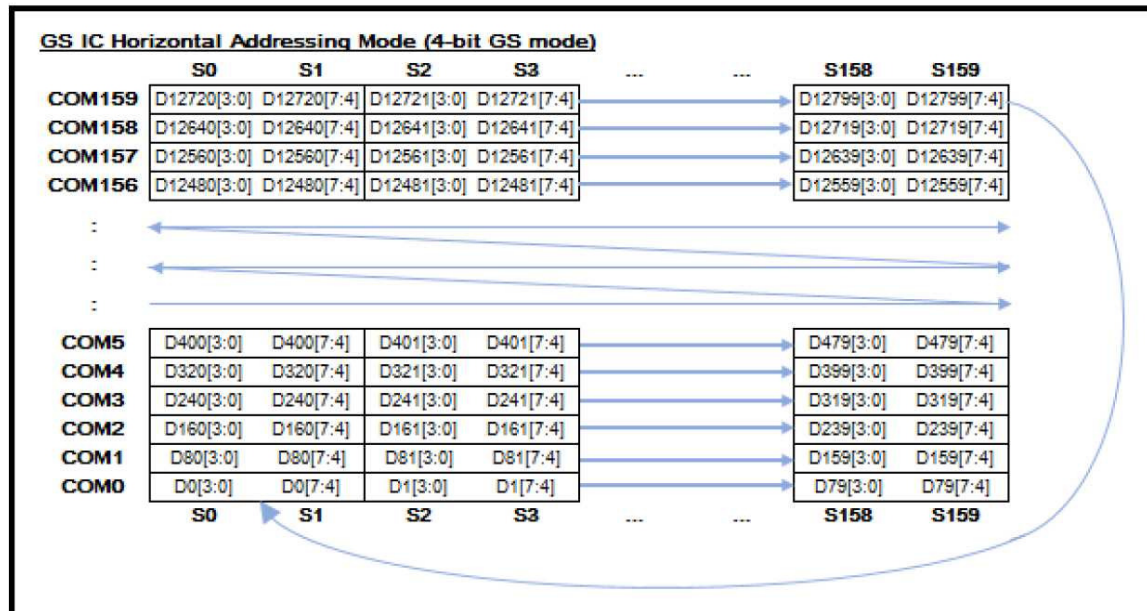 GS IC Horizontal Addressing Mode (4-bit GS mode)
S0 S1 S2 S3 ... ... S158 S159
COM159 D12720[3:0] D12720[7:4] D12721[3:0] D12721[7:4] D12799[3:0] D12799[7:4]
COM158 D12640[3:0] D12640[7:4] D12641[3:0] D12641[7:4] D12719[3:0] D12719[7:4]
COM157 D12560[3:0] D12560[7:4] D12561[3:0] D12561[7:4] D12639[3:0] D12639[7:4]
COM156 D12480[3:0] D12480[7:4] D12481[3:0] D12481[7:4] D12559[3:0] D12559[7:4]
:
:
:
COM5 D400[3:0] D400[7:4] D401[3:0] D401[7:4] D479[3:0] D479[7:4]
COM4 D320[3:0] D320[7:4] D321[3:0] D321[7:4] D399[3:0] D399[7:4]
COM3 D240[3:0] D240[7:4] D241[3:0] D241[7:4] D319[3:0] D319[7:4]
COM2 D160[3:0] D160[7:4] D161[3:0] D161[7:4] D239[3:0] D239[7:4]
COM1 D80[3:0] D80[7:4] D81[3:0] D81[7:4] D159[3:0] D159[7:4]
COM0 D0[3:0] D0[7:4] D1[3:0] D1[7:4] D79[3:0] D79[7:4]
S0 S1 S2 S3 ... ... S158 S159